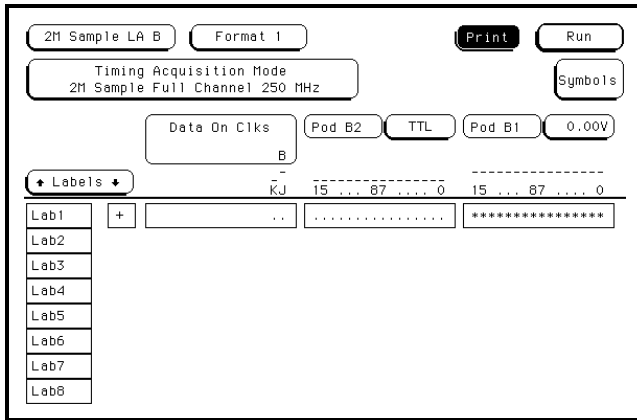 2M Sample LA B Format 1 Print Run
Timing Acquisition Mode
2M Sample Full Channel 250 MHz
Symbols
Data On Clks Pod B2 TTL Pod B1 0.00V
B
↑ Labels ↓
KJ 15 ... 87 .... 0 15 ... 87 .... 0
Lab1 + .. ................ ****************
Lab2
Lab3
Lab4
Lab5
Lab6
Lab7
Lab8